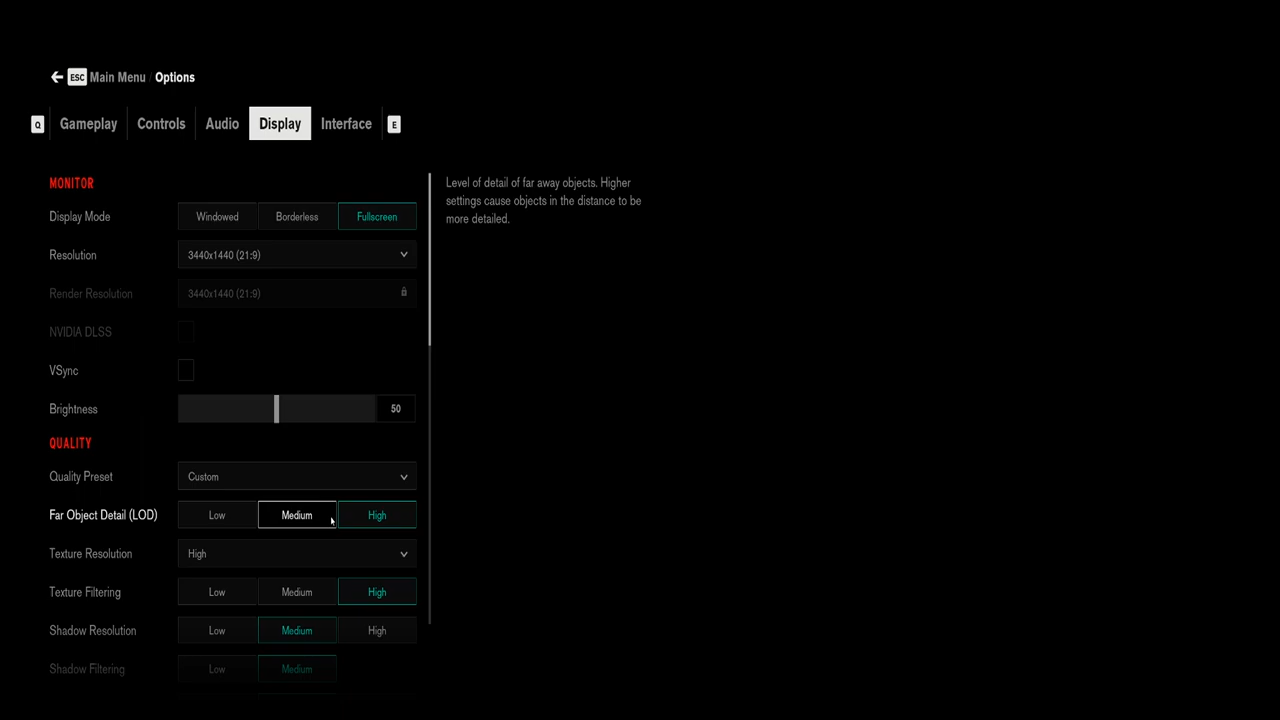 ESC Main Menu / Options
Q Gameplay Controls Audio Display Interface E
MONITOR
Display Mode Windowed Borderless Fullscreen
Resolution 3440x1440 (21:9)
Render Resolution 3440x1440 (21:9)
NVIDIA DLSS
VSync
Brightness 50
QUALITY
Quality Preset Custom
Far Object Detail (LOD) Low Medium High
Texture Resolution High
Texture Filtering Low Medium High
Shadow Resolution Low Medium High
Shadow Filtering Low Medium
Level of detail of far away objects. Higher
settings cause objects in the distance to be
more detailed.